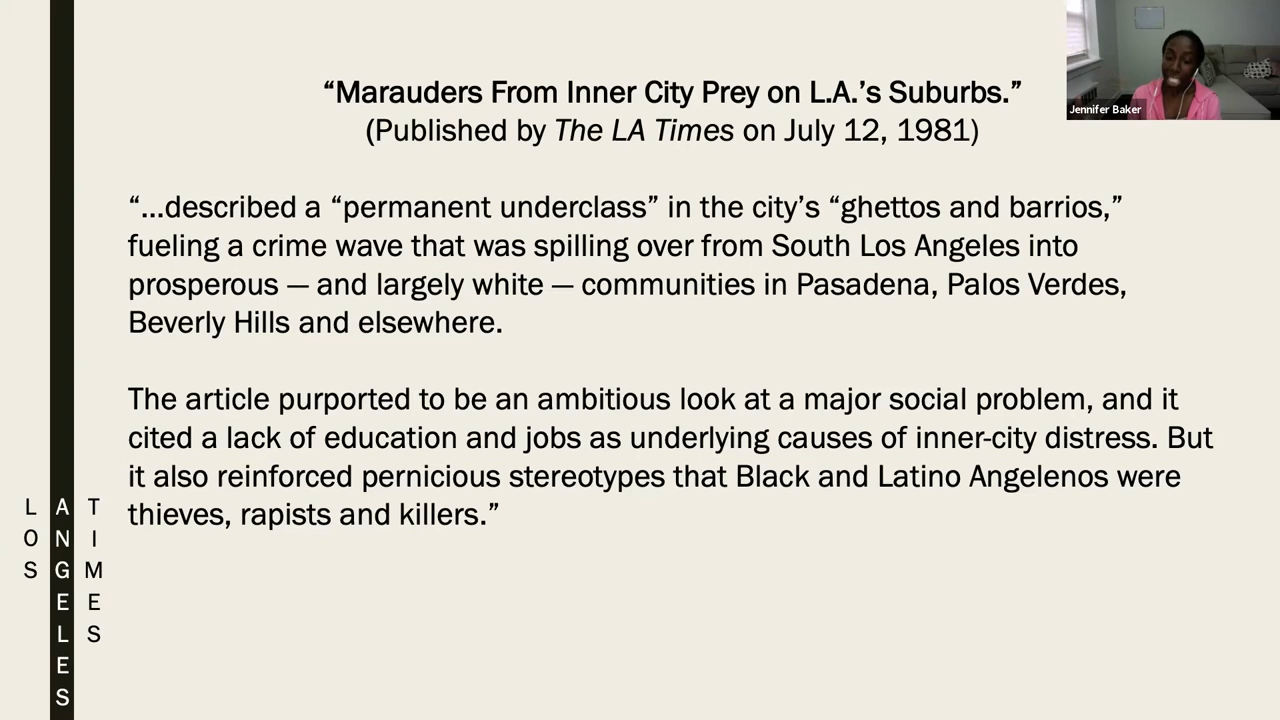 “Marauders From Inner City Prey on L.A.’s Suburbs.”
(Published by The LA Times on July 12, 1981)
Jennifer Baker
“...described a “permanent underclass” in the city’s “ghettos and barrios,”
fueling a crime wave that was spilling over from South Los Angeles into
prosperous — and largely white — communities in Pasadena, Palos Verdes,
Beverly Hills and elsewhere.
The article purported to be an ambitious look at a major social problem, and it
cited a lack of education and jobs as underlying causes of inner-city distress. But
it also reinforced pernicious stereotypes that Black and Latino Angelenos were
thieves, rapists and killers.”
LOS
ANGELES
TIMES